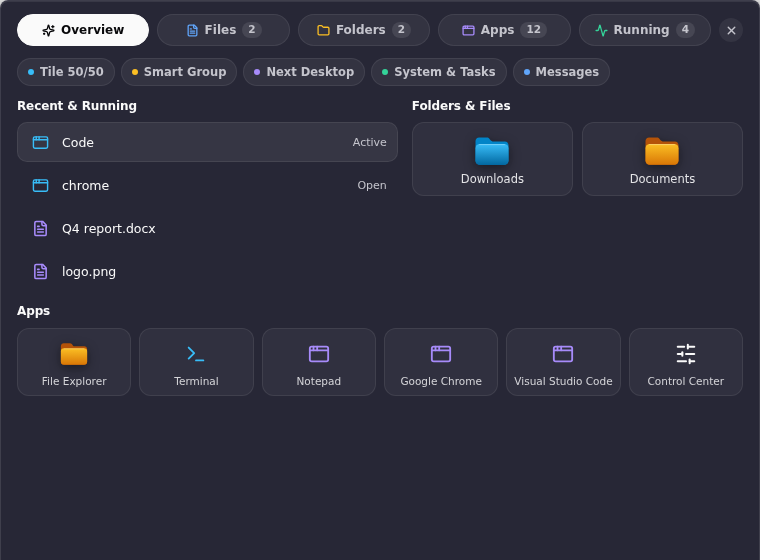 Overview
Files 2
Folders 2
Apps 12
Running 4
Tile 50/50
Smart Group
Next Desktop
System & Tasks
Messages
Recent & Running
Code Active
chrome Open
Q4 report.docx
logo.png
Folders & Files
Downloads
Documents
Apps
File Explorer
Terminal
Notepad
Google Chrome
Visual Studio Code
Control Center